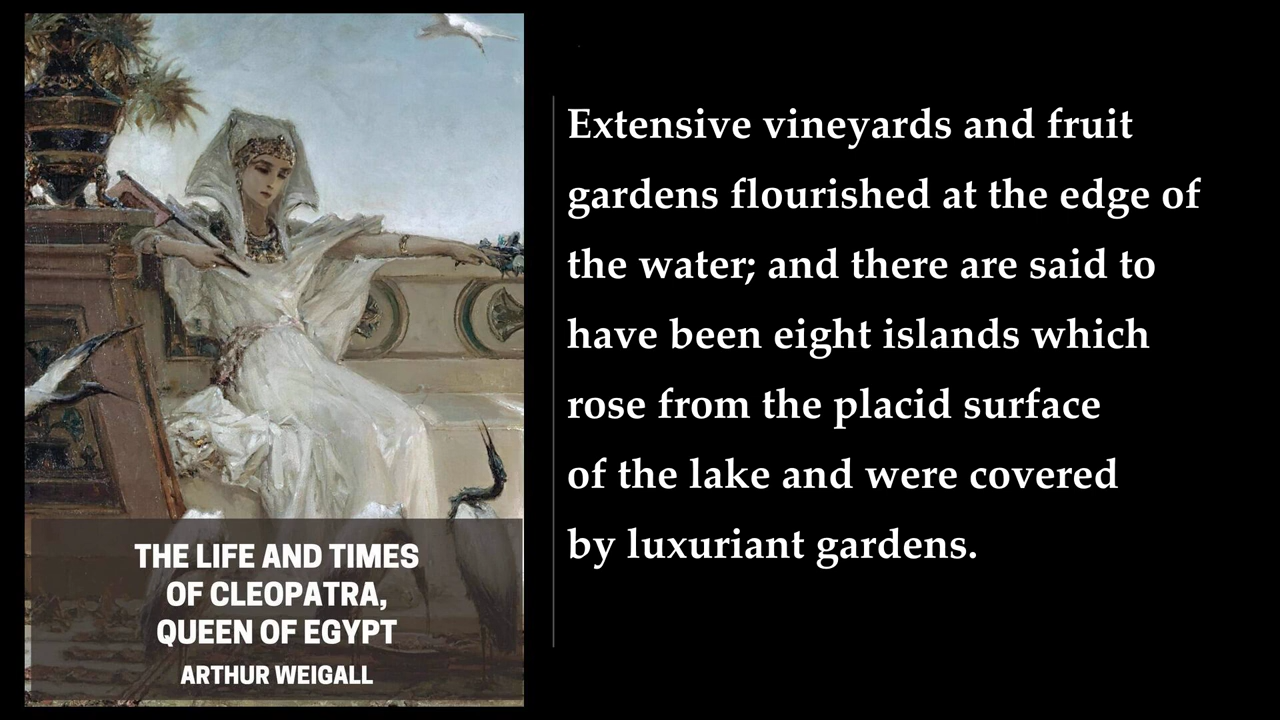 THE LIFE AND TIMES
OF CLEOPATRA,
QUEEN OF EGYPT
ARTHUR WEIGALL
Extensive vineyards and fruit
gardens flourished at the edge of
the water; and there are said to
have been eight islands which
rose from the placid surface
of the lake and were covered
by luxuriant gardens.